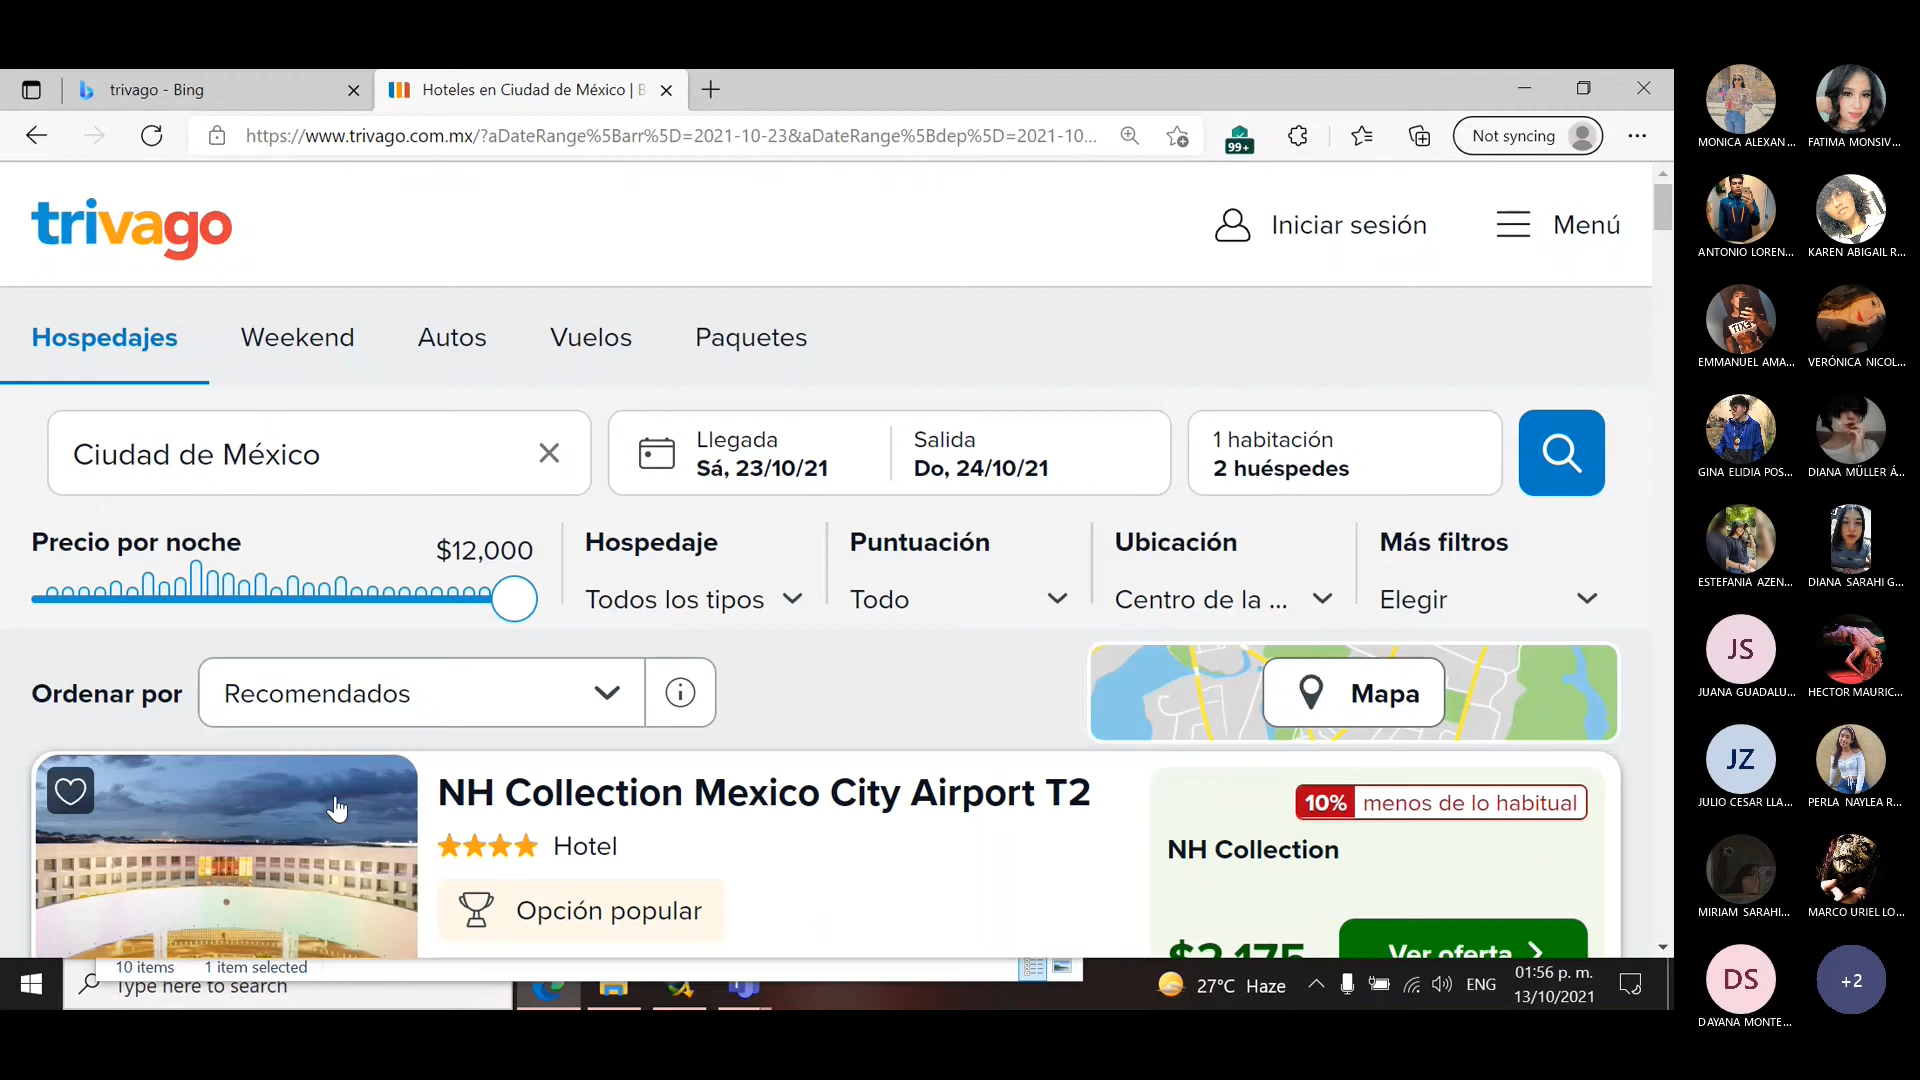 trivago - Bing
Hoteles en Ciudad de México | B
https://www.trivago.com.mx/?aDateRange%5Barr%5D=2021-10-23&aDateRange%5Bdep%5D=2021-10...
99+
Not syncing
trivago
Iniciar sesión
Menú
Hospedajes
Weekend
Autos
Vuelos
Paquetes
Ciudad de México
Llegada
Sá, 23/10/21
Salida
Do, 24/10/21
1 habitación
2 huéspedes
Precio por noche
$12,000
Hospedaje
Todos los tipos
Puntuación
Todo
Ubicación
Centro de la ...
Más filtros
Elegir
Ordenar por
Recomendados
Mapa
NH Collection Mexico City Airport T2
Hotel
Opción popular
10% menos de lo habitual
NH Collection
$2,175
Ver oferta
10 items
1 item selected
Type here to search
27°C Haze
ENG
01:56 p. m.
13/10/2021
MONICA ALEXAN...
FATIMA MONSIV...
ANTONIO LOREN...
KAREN ABIGAIL R...
EMMANUEL AMA...
VERÓNICA NICOL...
GINA ELIDIA POS...
DIANA MÜLLER Á...
ESTEFANIA AZEN...
DIANA SARAHI G...
JS
JUANA GUADALU...
HECTOR MAURIC...
JZ
JULIO CESAR LLA...
PERLA NAYLEA R...
MIRIAM SARAHI...
MARCO URIEL LO...
DS
DAYANA MONTE...
+2